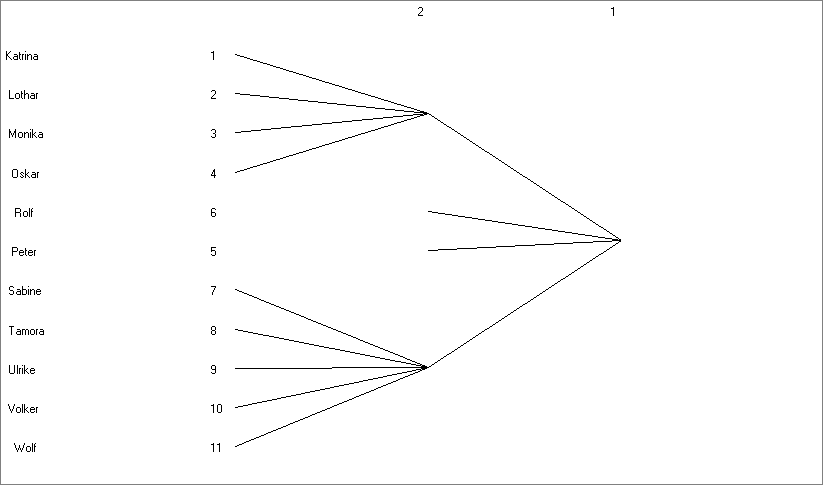 2 1
Katrina 1
Lothar 2
Monika 3
Oskar 4
Rolf 6
Peter 5
Sabine 7
Tamora 8
Ulrike 9
Volker 10
Wolf 11